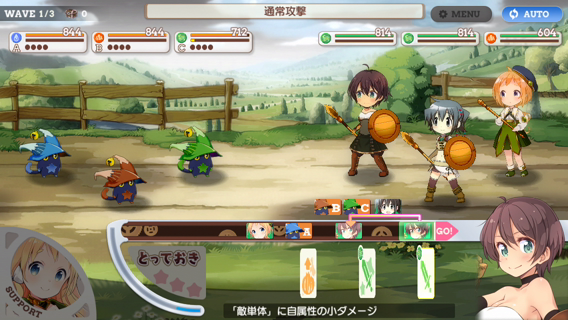 WAVE 1/3
0
通常攻撃
MENU
AUTO
844
844
712
814
814
604
A
B
C
B
C
A
GO!
とっておき
SUPPORT
「敵単体」に自属性の小ダメージ